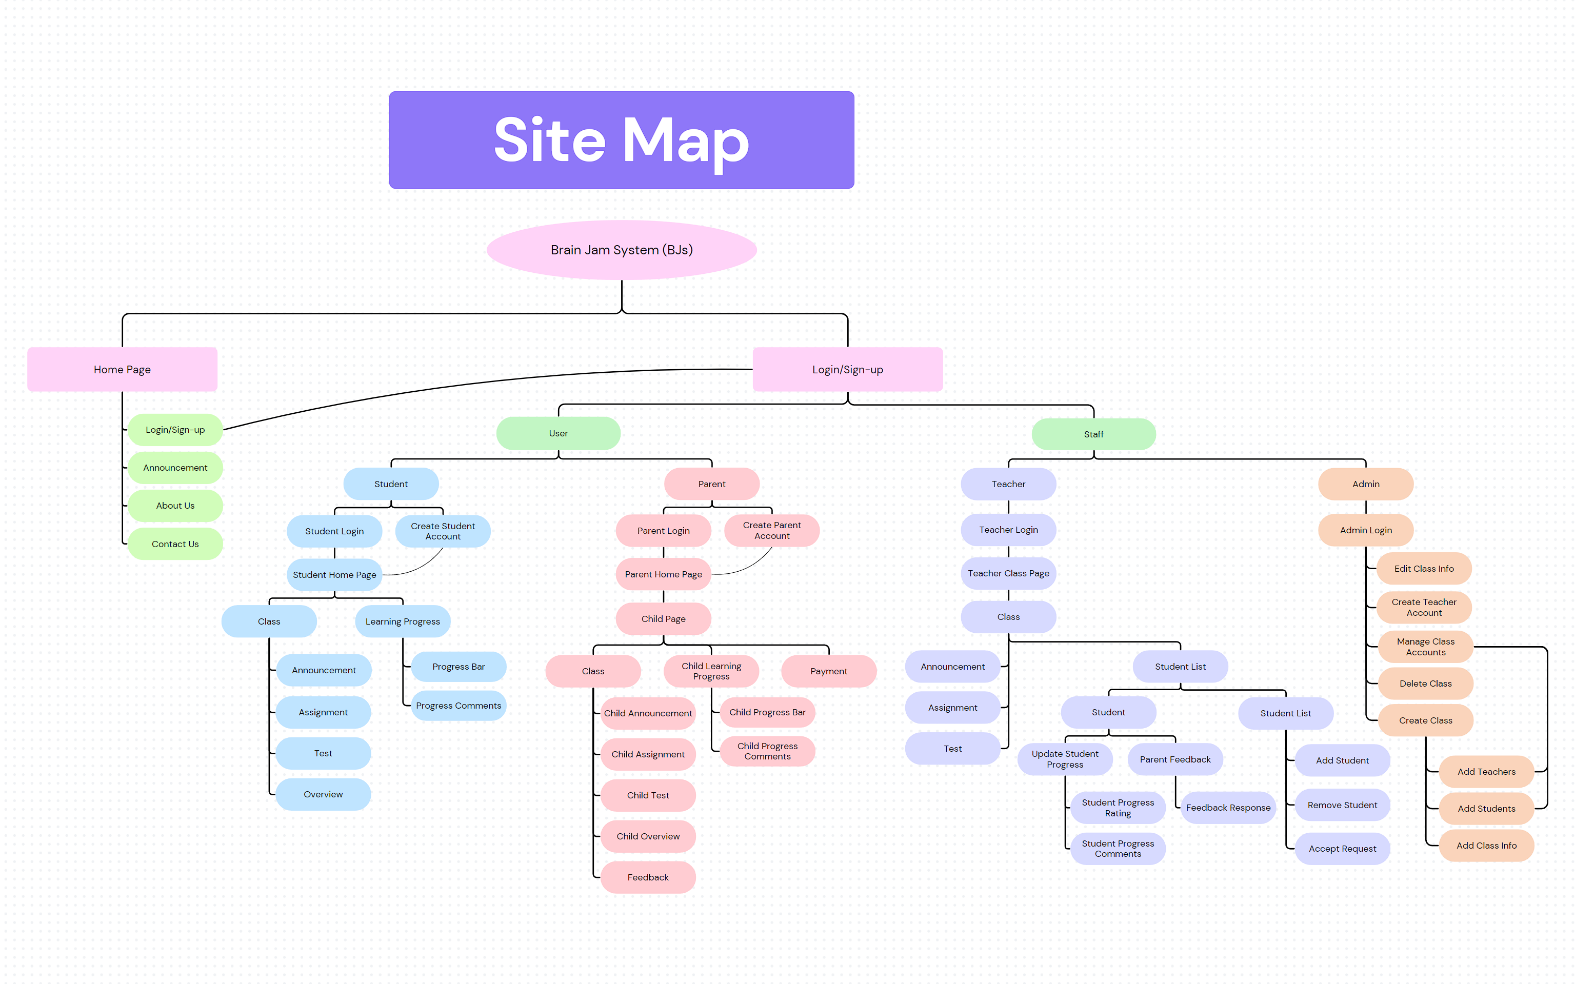 Site Map
Brain Jam System (BJs)
Home Page
Login/Sign-up
Login/Sign-up
Announcement
About Us
Contact Us
User
Staff
Student
Student Login
Create Student
Account
Student Home Page
Class
Learning Progress
Announcement
Assignment
Test
Overview
Progress Bar
Progress Comments
Parent
Parent Login
Create Parent
Account
Parent Home Page
Child Page
Class
Child Learning
Progress
Payment
Child Announcement
Child Assignment
Child Test
Child Overview
Feedback
Child Progress Bar
Child Progress
Comments
Teacher
Teacher Login
Teacher Class Page
Class
Announcement
Assignment
Test
Student List
Student
Student List
Update Student
Progress
Parent Feedback
Student Progress
Rating
Student Progress
Comments
Feedback Response
Add Student
Remove Student
Accept Request
Admin
Admin Login
Edit Class Info
Create Teacher
Account
Manage Class
Accounts
Delete Class
Create Class
Add Teachers
Add Students
Add Class Info